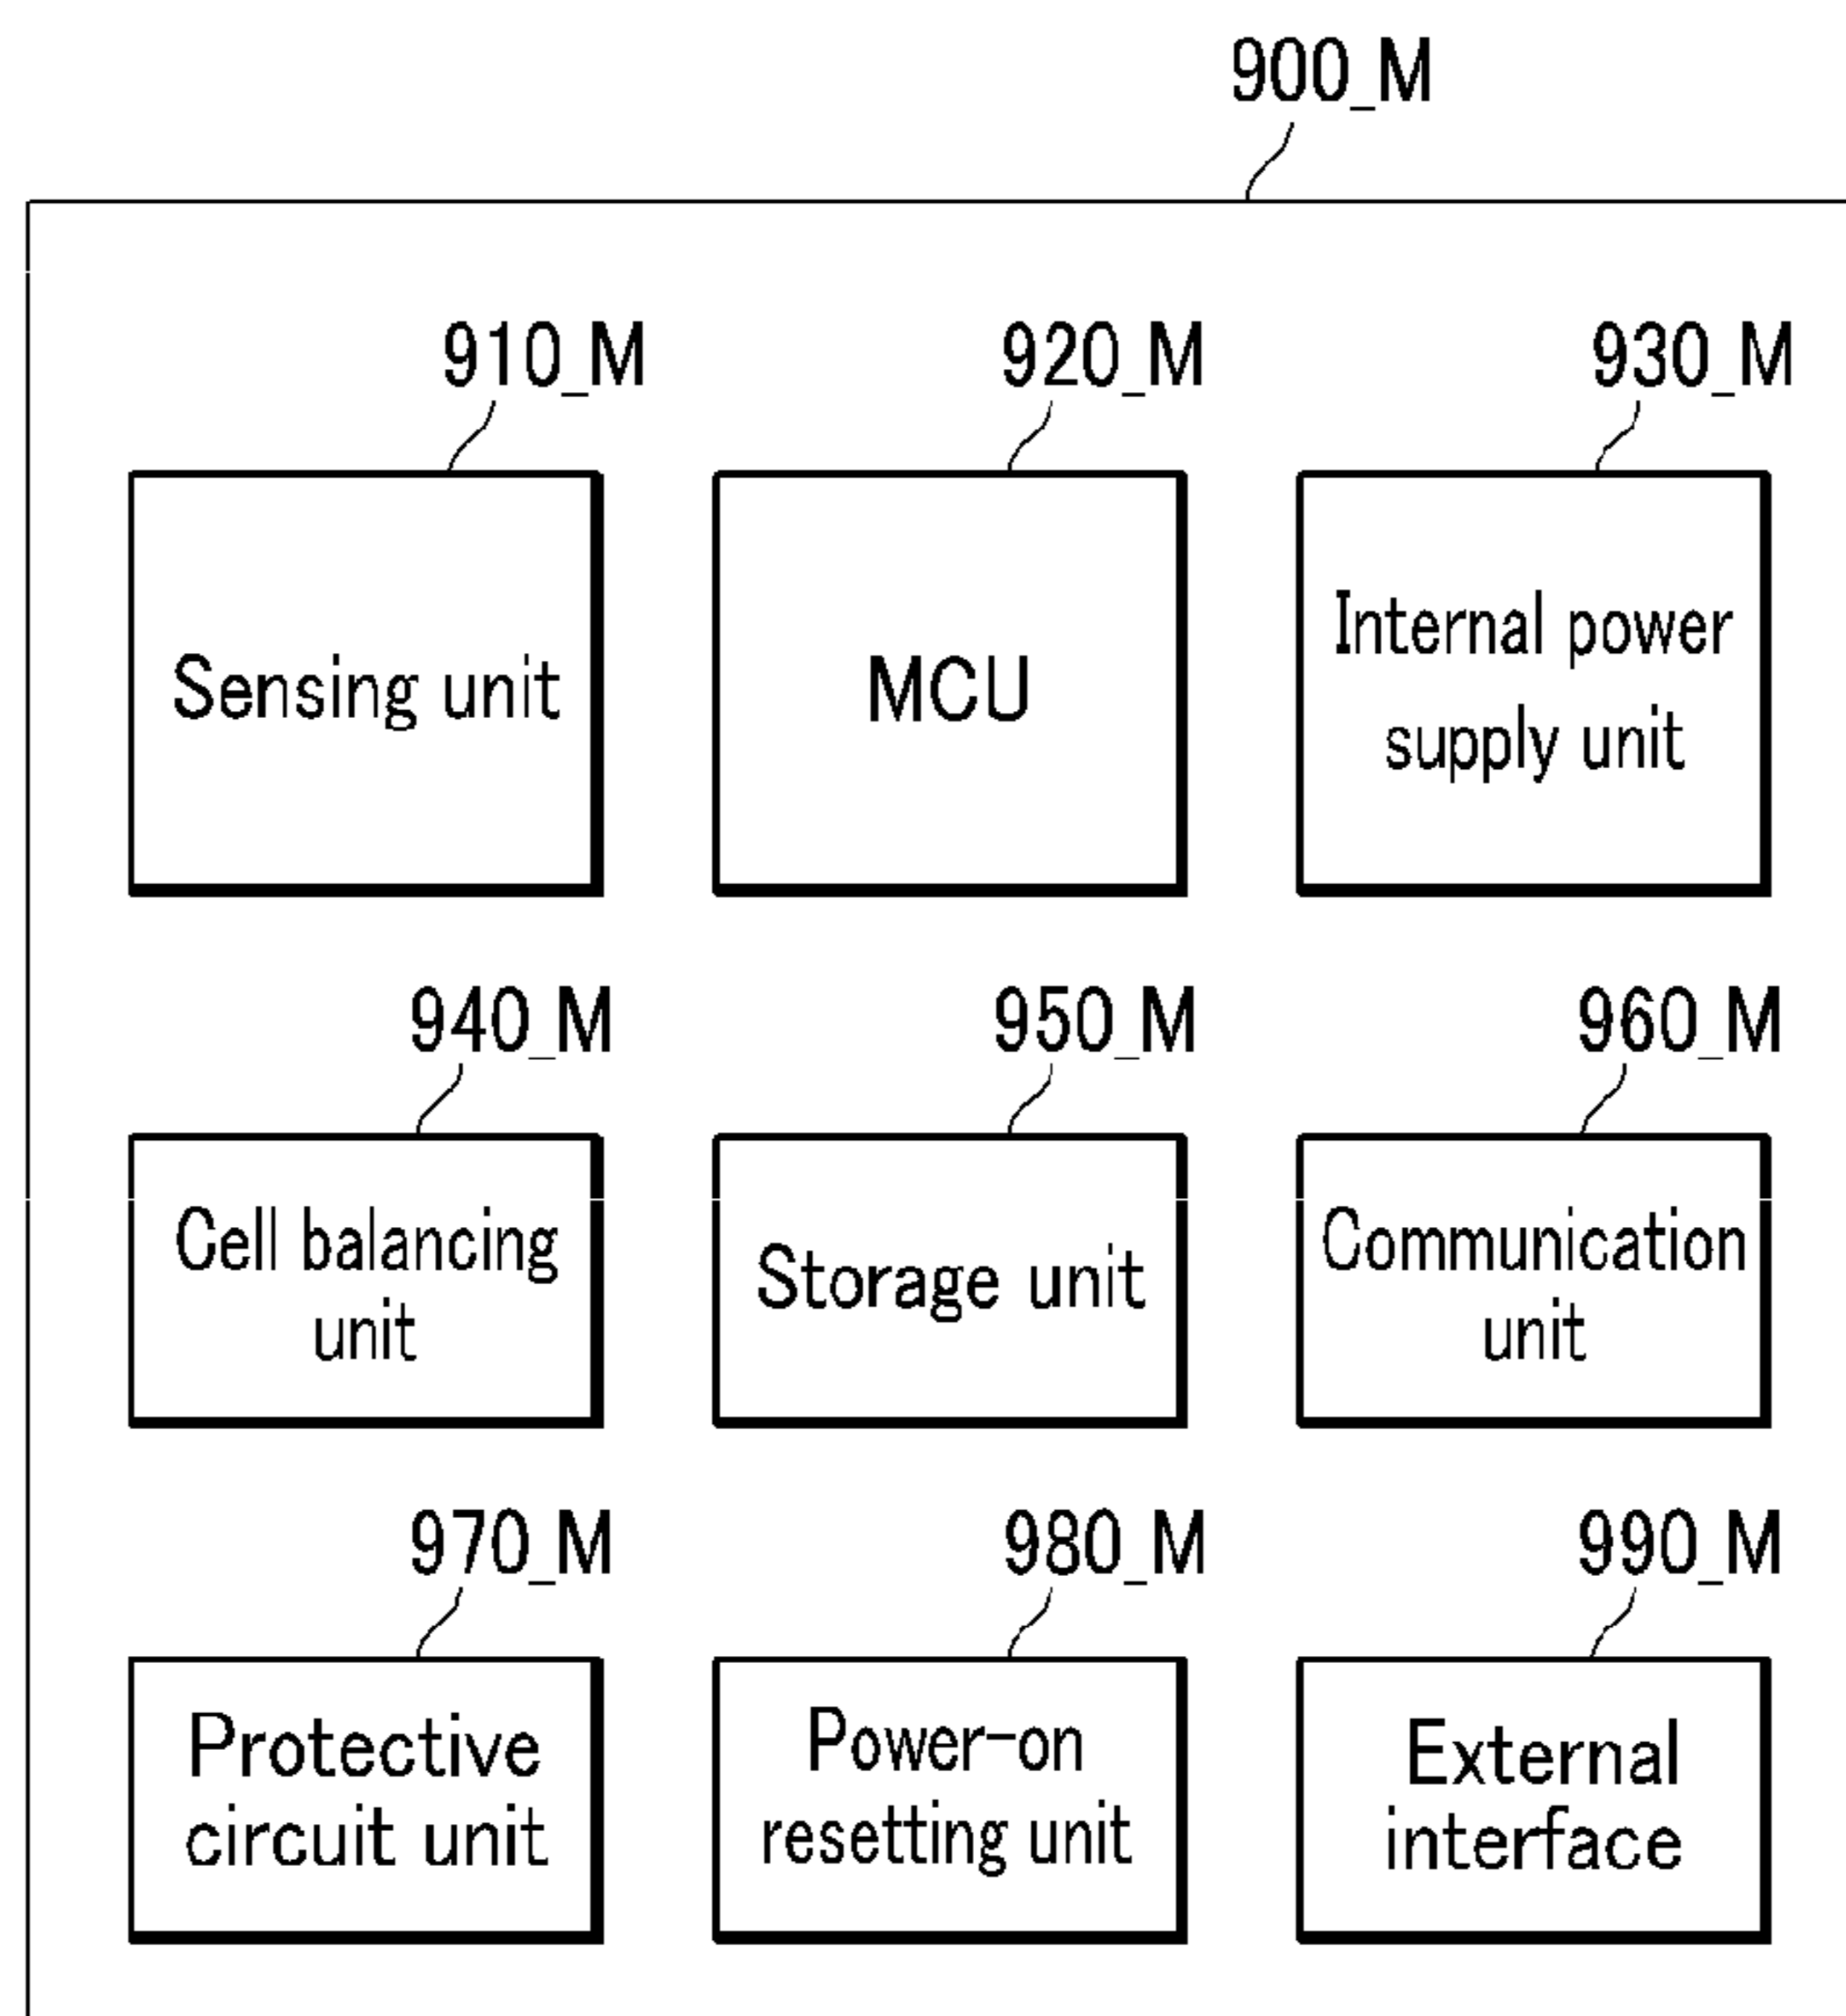 900_M
910_M
920_M
930_M
Sensing unit
MCU
Internal power
supply unit
940_M
950_M
960_M
Cell balancing
unit
Storage unit
Communication
unit
970_M
980_M
990_M
Protective
circuit unit
Power-on
resetting unit
External
interface